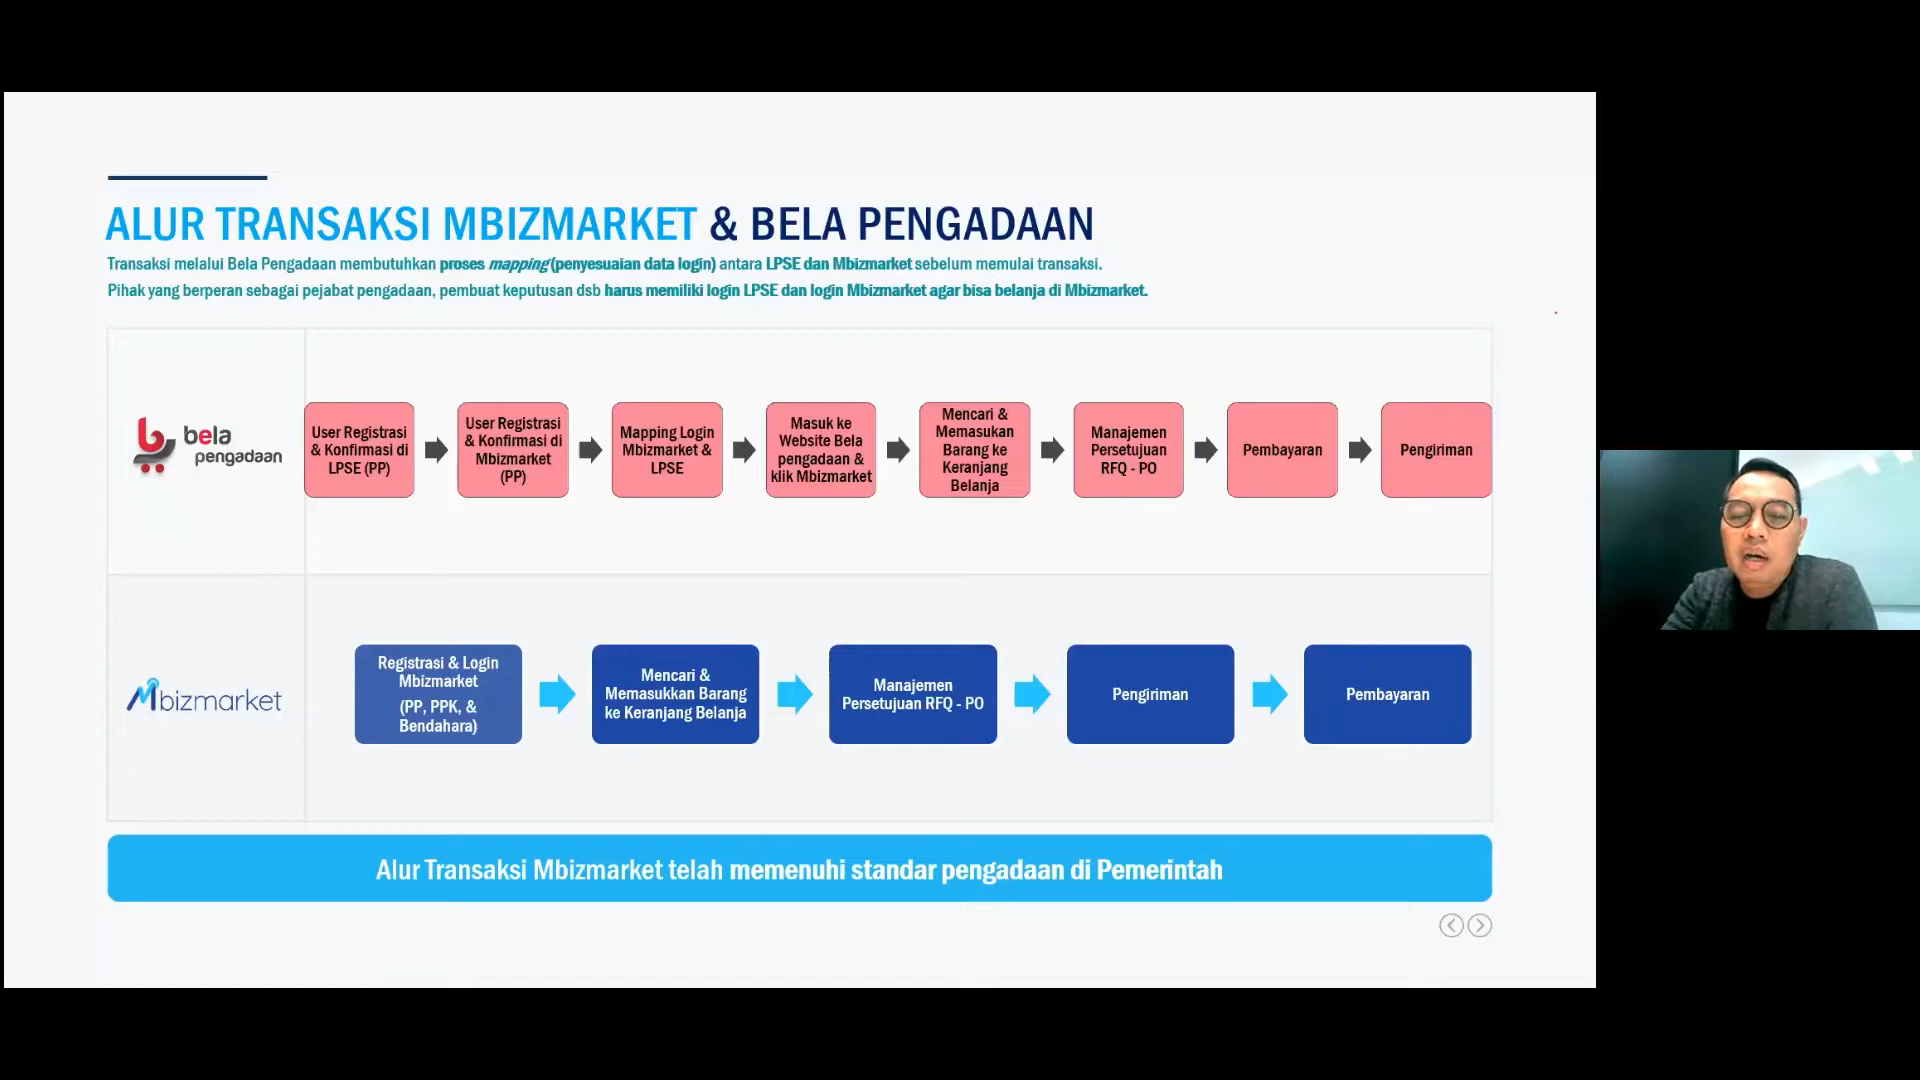 ALUR TRANSAKSI MBIZMARKET & BELA PENGADAAN
Transaksi melalui Bela Pengadaan membutuhkan proses mapping (penyesuaian data login) antara LPSE dan Mbizmarket sebelum memulai transaksi.
Pihak yang berperan sebagai pejabat pengadaan, pembuat keputusan dsb harus memiliki login LPSE dan login Mbizmarket agar bisa belanja di Mbizmarket.
bela
pengadaan
User Registrasi
& Konfirmasi di
LPSE (PP)
User Registrasi
& Konfirmasi di
Mbizmarket
(PP)
Mapping Login
Mbizmarket &
LPSE
Masuk ke
Website Bela
pengadaan &
klik Mbizmarket
Mencari &
Memasukan
Barang ke
Keranjang
Belanja
Manajemen
Persetujuan
RFQ - PO
Pembayaran
Pengiriman
Mbizmarket
Registrasi & Login
Mbizmarket
(PP, PPK, &
Bendahara)
Mencari &
Memasukkan Barang
ke Keranjang Belanja
Manajemen
Persetujuan RFQ - PO
Pengiriman
Pembayaran
Alur Transaksi Mbizmarket telah memenuhi standar pengadaan di Pemerintah